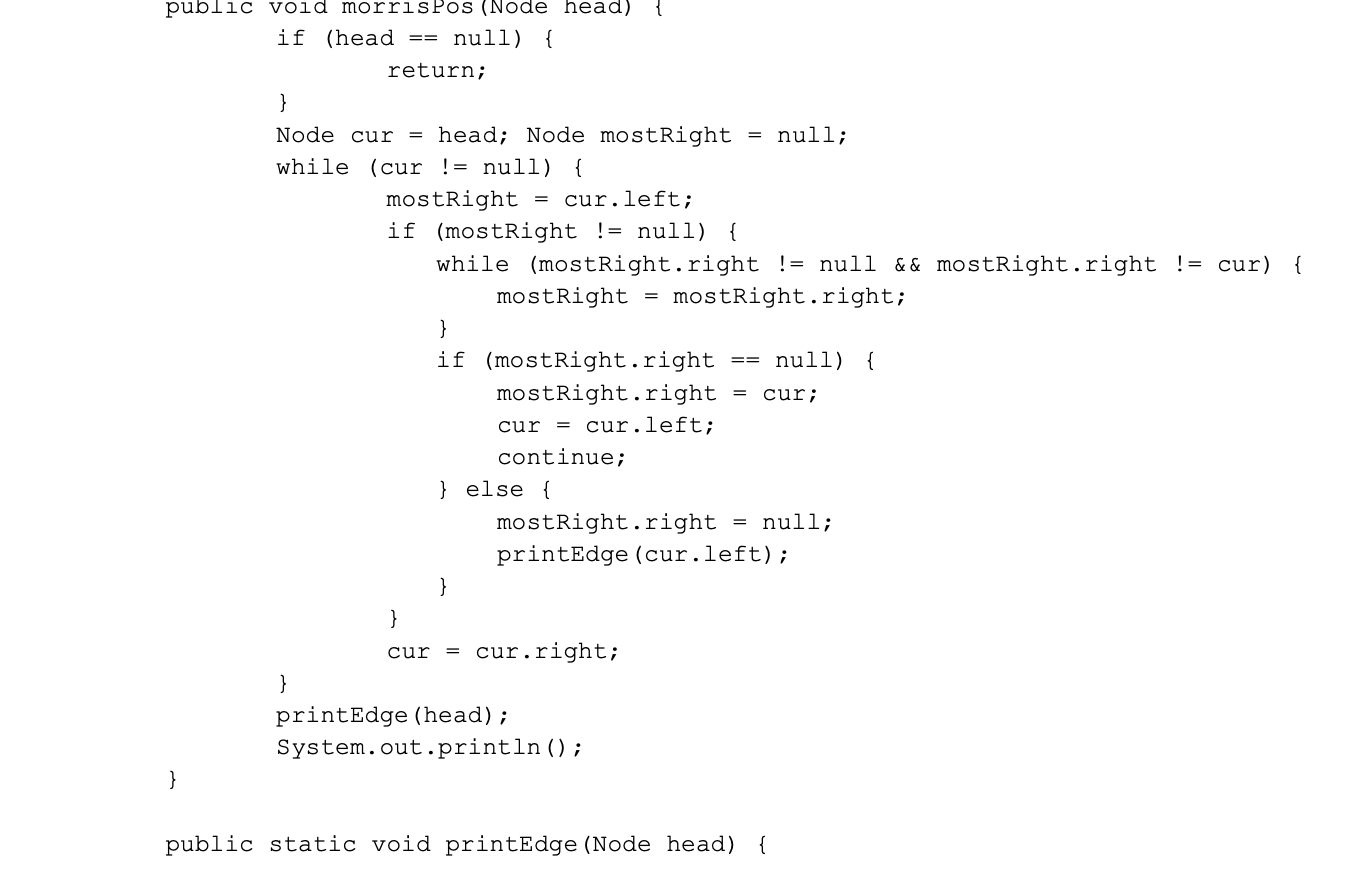 public void morrisPos(Node head) {
if (head == null) {
return;
}
Node cur = head; Node mostRight = null;
while (cur != null) {
mostRight = cur.left;
if (mostRight != null) {
while (mostRight.right != null && mostRight.right != cur) {
mostRight = mostRight.right;
}
if (mostRight.right == null) {
mostRight.right = cur;
cur = cur.left;
continue;
} else {
mostRight.right = null;
printEdge(cur.left);
}
}
cur = cur.right;
}
printEdge(head);
System.out.println();
}
public static void printEdge(Node head) {